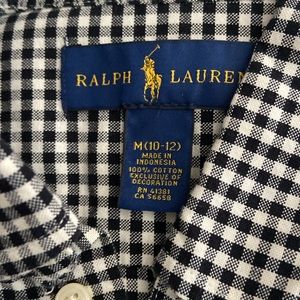 RALPH LAUREN
M (10-12)
MADE IN
INDONESIA
100% COTTON
EXCLUSIVE OF
DECORATION
RN 41381
CA 56658